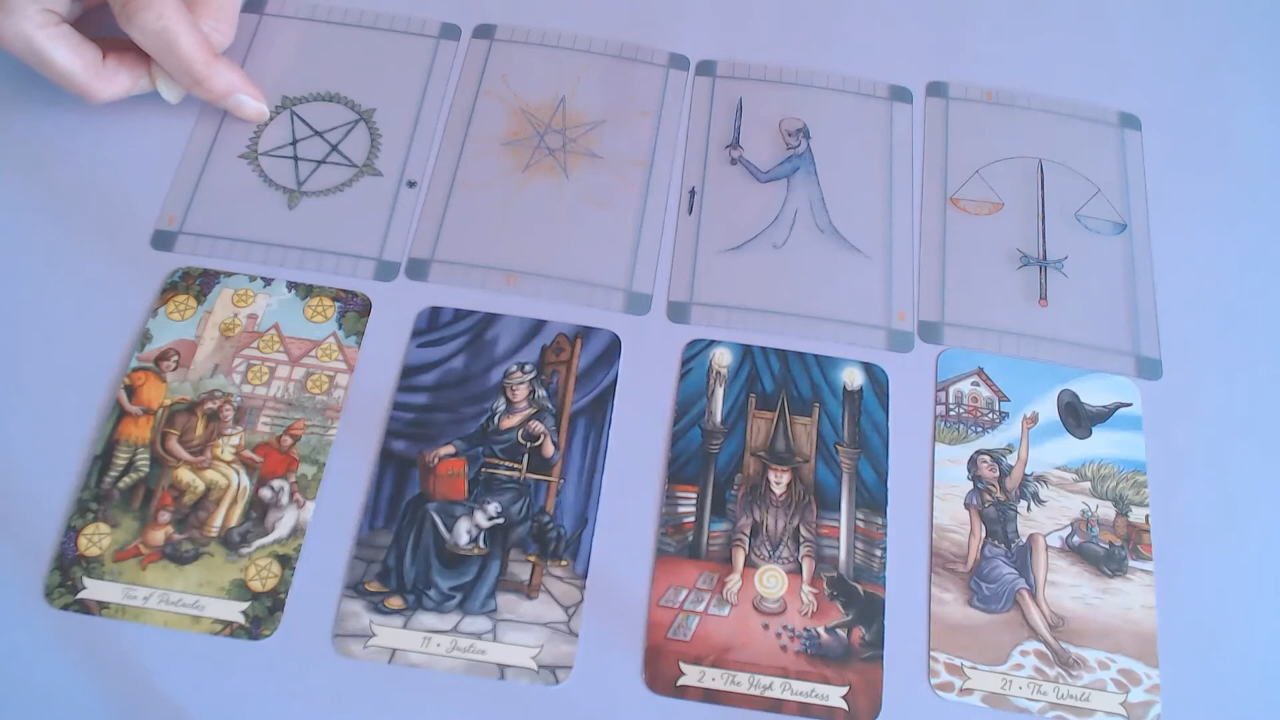 Ten of Pentacles
11 • Justice
2 • The High Priestess
21 • The World